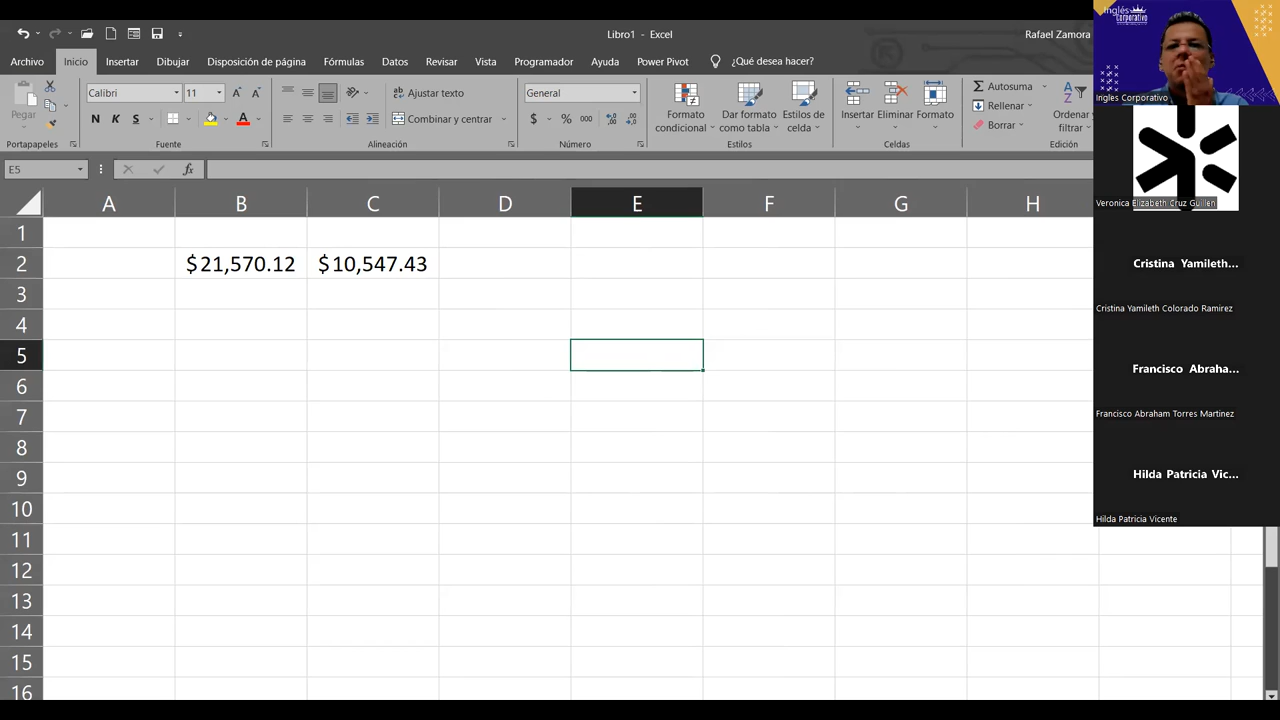 Libro1 - Excel
Rafael Zamora
Archivo
Inicio
Insertar
Dibujar
Disposición de página
Fórmulas
Datos
Revisar
Vista
Programador
Ayuda
Power Pivot
¿Qué desea hacer?
Pegar
Calibri
11
Ajustar texto
General
Formato condicional
Dar formato como tabla
Estilos de celda
Insertar
Eliminar
Formato
Autosuma
Rellenar
Borrar
Ordenar y filtrar
N K S
Combinar y centrar
$ % 000
Portapapeles
Fuente
Alineación
Número
Estilos
Celdas
Edición
E5
fx
A B C D E F G H
1
2 $21,570.12 $10,547.43
3
4
5
6
7
8
9
10
11
12
13
14
15
16
Inglés Corporativo
Ingles Corporativo
Veronica Elizabeth Cruz Guillen
Cristina Yamileth...
Cristina Yamileth Colorado Ramirez
Francisco Abraha...
Francisco Abraham Torres Martinez
Hilda Patricia Vic...
Hilda Patricia Vicente